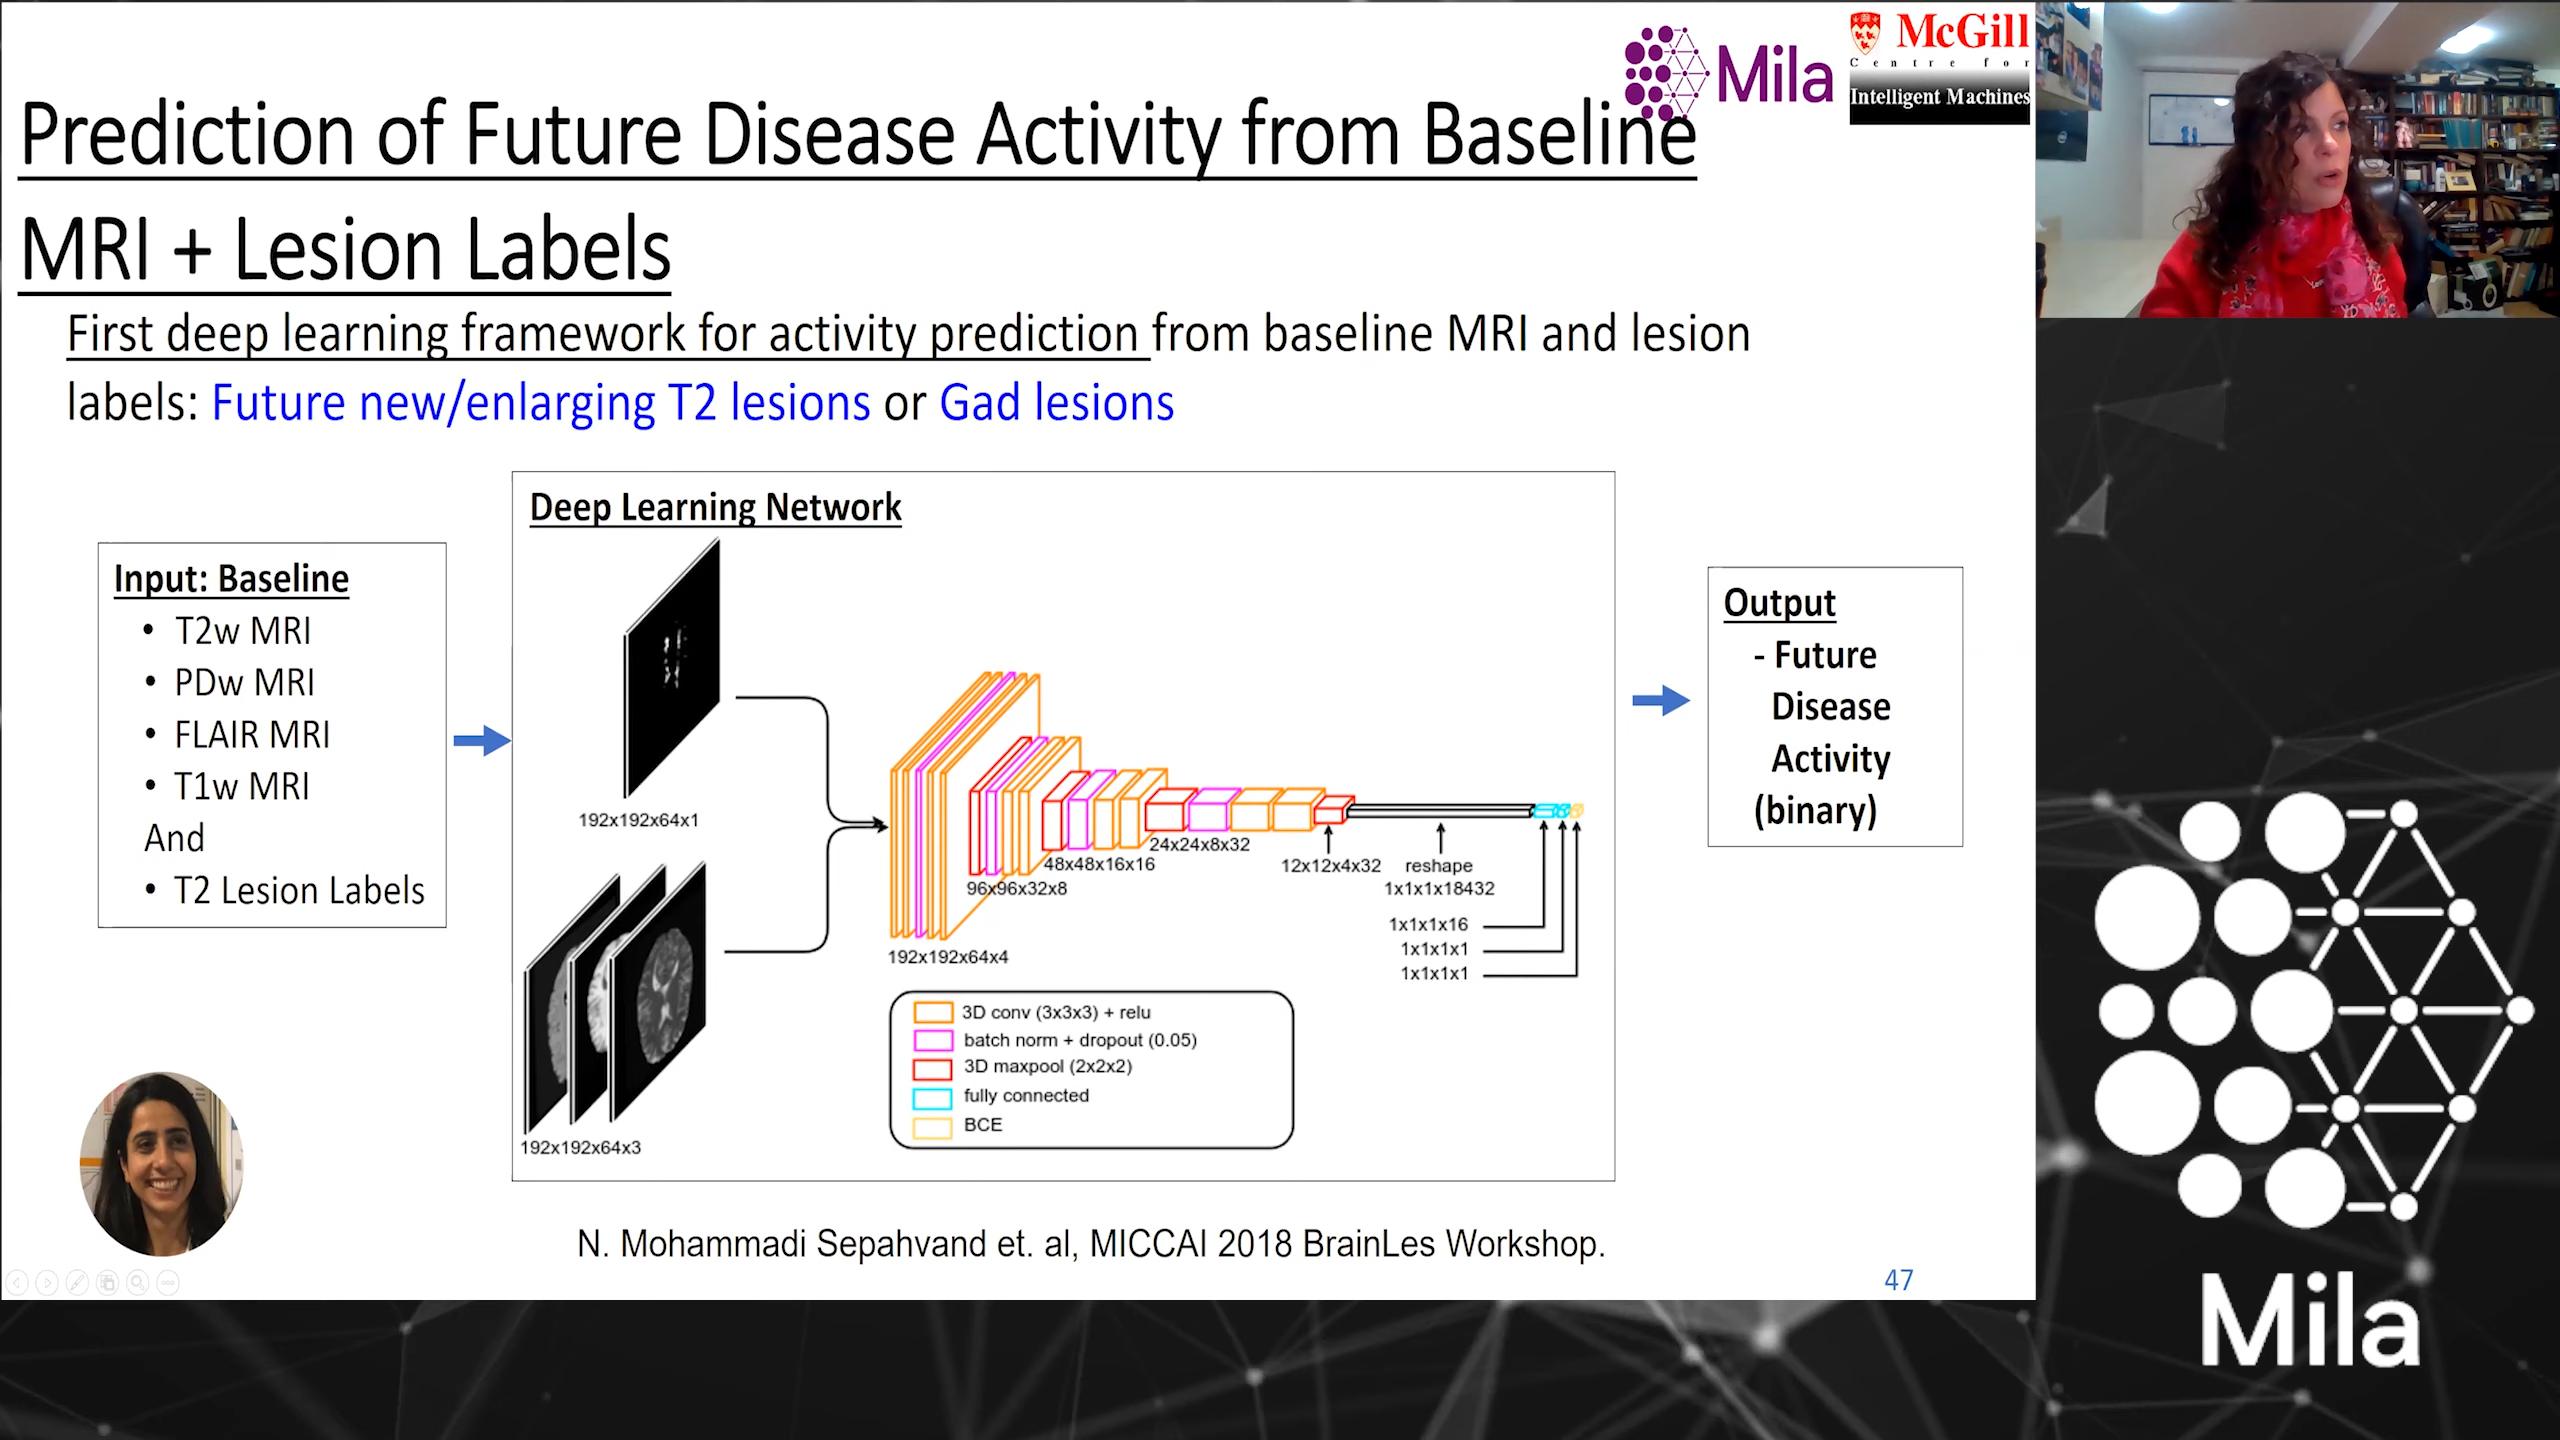 Mila
McGill
Centre for
Intelligent Machines
Prediction of Future Disease Activity from Baseline
MRI + Lesion Labels
First deep learning framework for activity prediction from baseline MRI and lesion
labels: Future new/enlarging T2 lesions or Gad lesions
Input: Baseline
• T2w MRI
• PDw MRI
• FLAIR MRI
• T1w MRI
And
• T2 Lesion Labels
Deep Learning Network
192x192x64x1
192x192x64x3
192x192x64x4
96x96x32x8
48x48x16x16
24x24x8x32
12x12x4x32
reshape
1x1x1x18432
1x1x1x16
1x1x1x1
1x1x1x1
3D conv (3x3x3) + relu
batch norm + dropout (0.05)
3D maxpool (2x2x2)
fully connected
BCE
Output
- Future
Disease
Activity
(binary)
N. Mohammadi Sepahvand et. al, MICCAI 2018 BrainLes Workshop.
47
Mila